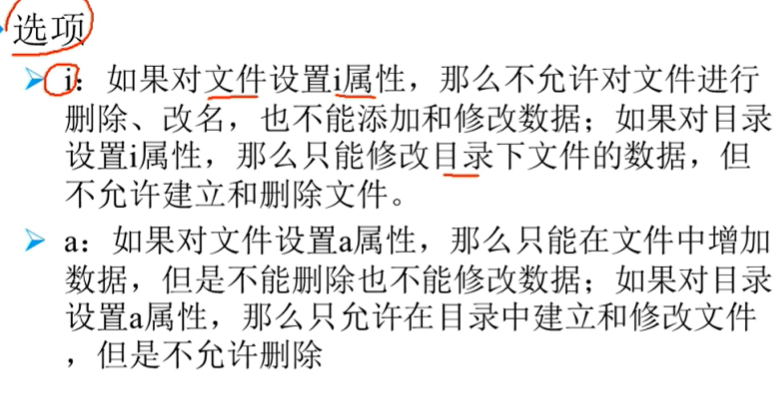 选项
i：如果对文件设置i属性，那么不允许对文件进行
删除、改名，也不能添加和修改数据；如果对目录
设置i属性，那么只能修改目录下文件的数据，但
不允许建立和删除文件。
a：如果对文件设置a属性，那么只能在文件中增加
数据，但是不能删除也不能修改数据；如果对目录
设置a属性，那么只允许在目录中建立和修改文件
，但是不允许删除